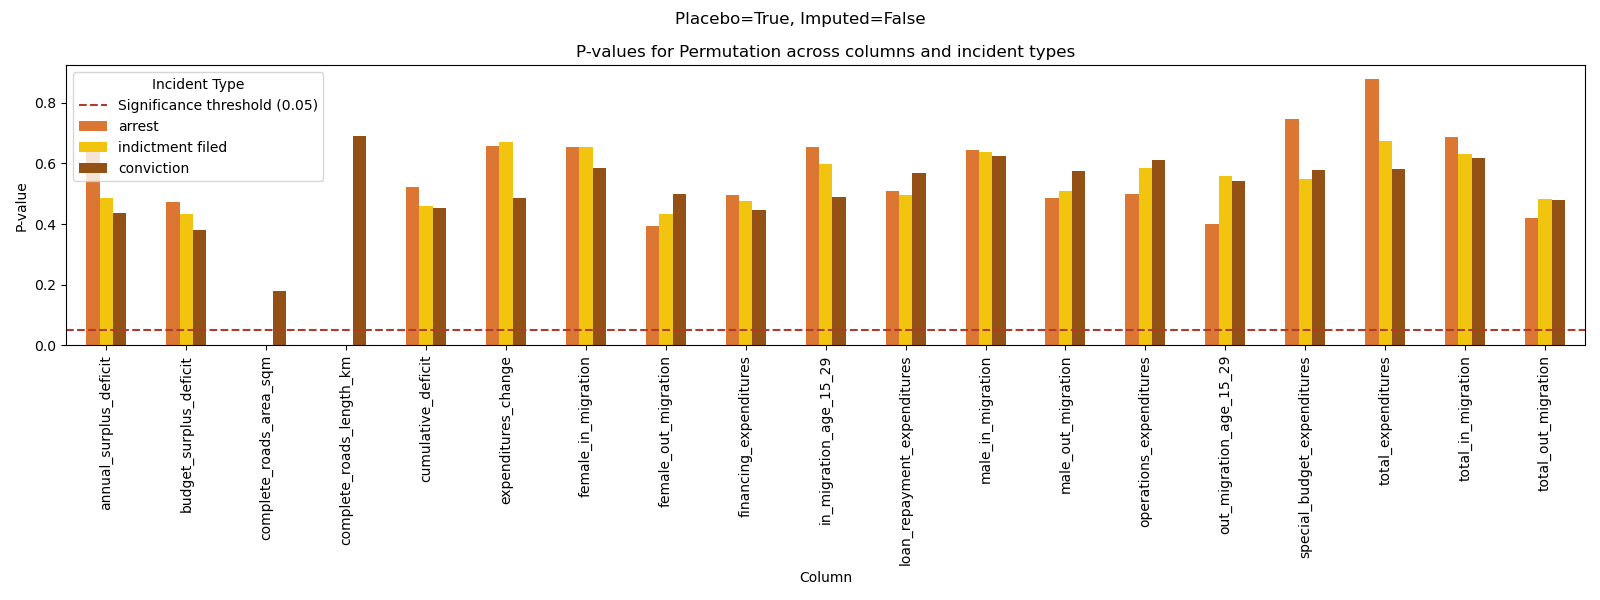 Placebo=True, Imputed=False
P-values for Permutation across columns and incident types
Incident Type
Significance threshold (0.05)
arrest
indictment filed
conviction
P-value
0.8
0.6
0.4
0.2
0.0
annual_surplus_deficit
budget_surplus_deficit
complete_roads_area_sqm
complete_roads_length_km
cumulative_deficit
expenditures_change
female_in_migration
female_out_migration
financing_expenditures
in_migration_age_15_29
loan_repayment_expenditures
male_in_migration
male_out_migration
operations_expenditures
out_migration_age_15_29
special_budget_expenditures
total_expenditures
total_in_migration
total_out_migration
Column